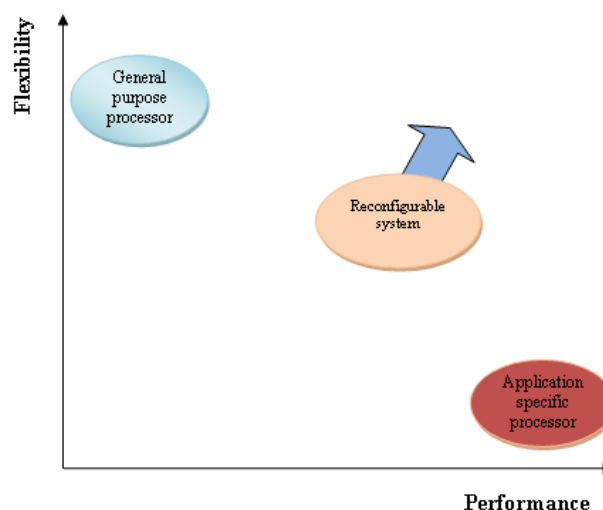 Flexibility
General
purpose
processor
Reconfigurable
system
Application
specific
processor
Performance